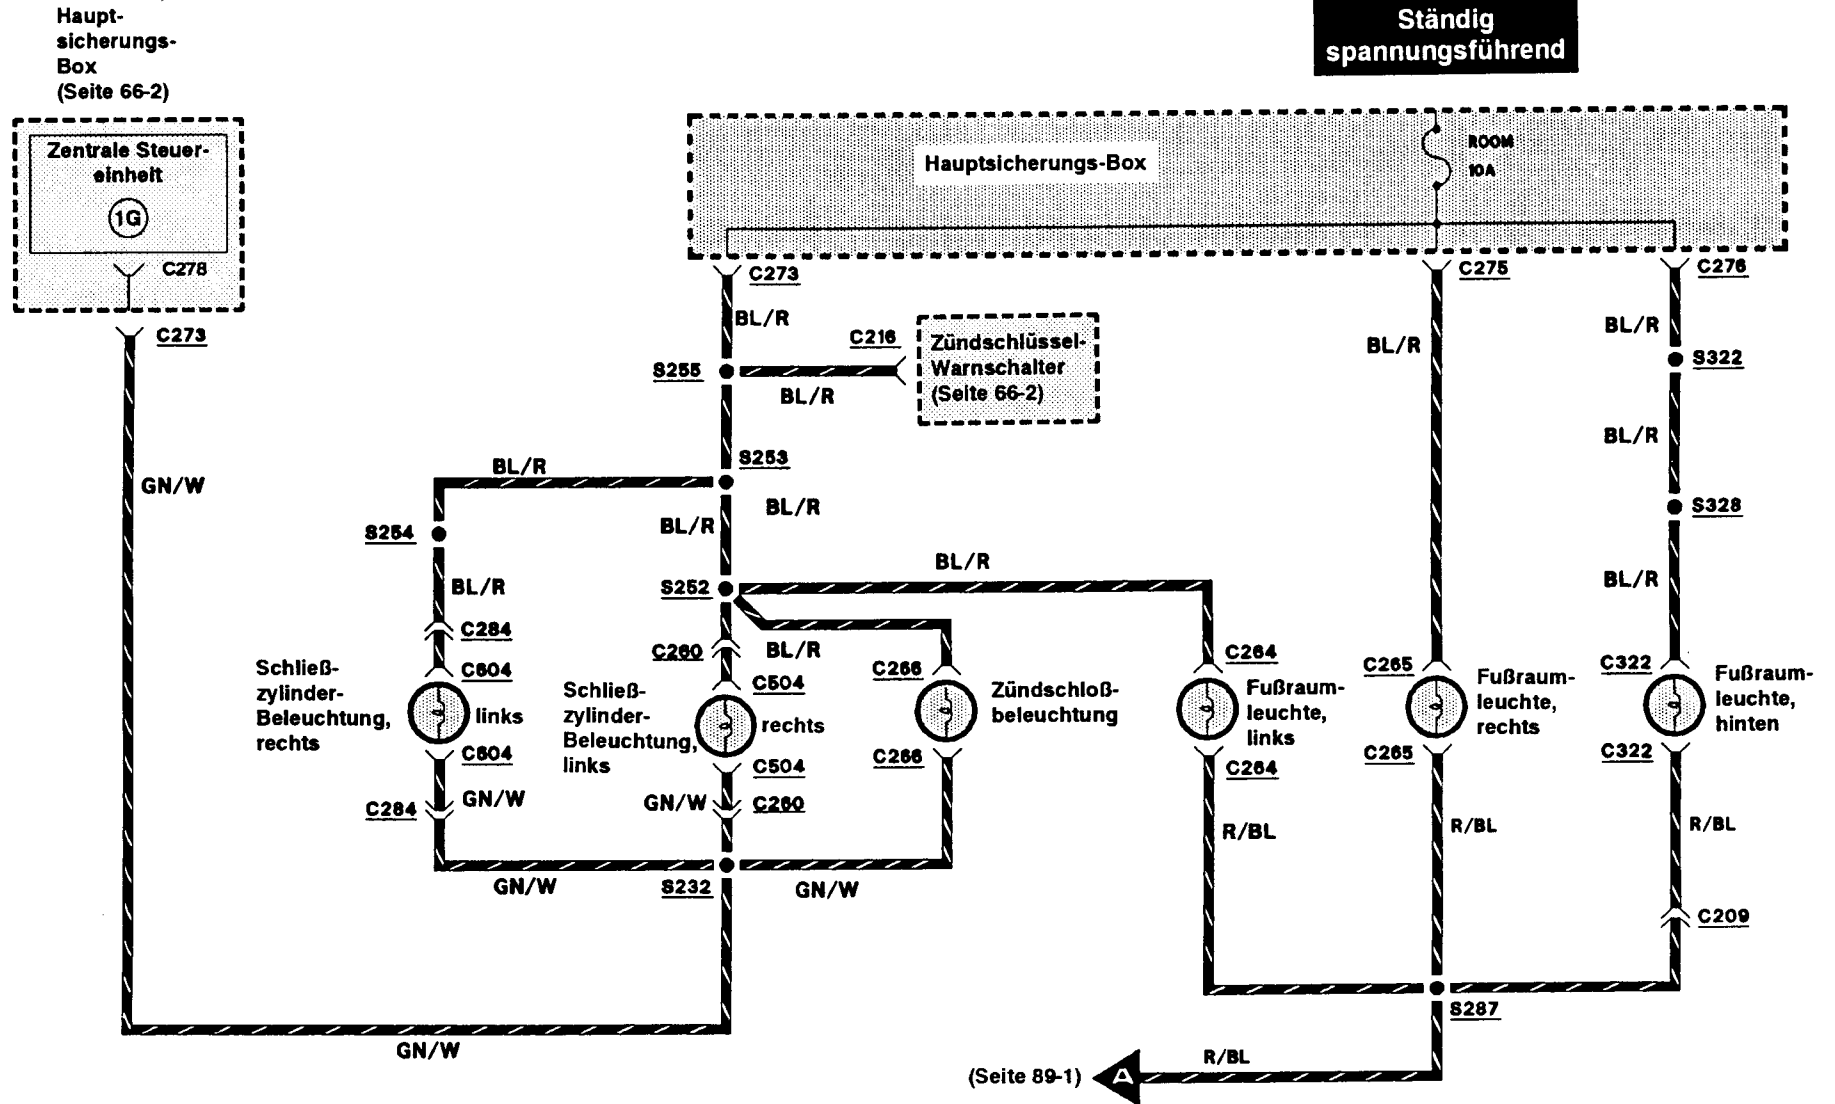 Haupt-
sicherungs-
Box
(Seite 66-2)
Ständig
spannungsführend
Zentrale Steuer-
einheit
1G
C278
C273
Hauptsicherungs-Box
ROOM
10A
C273
C275
C276
BL/R
S255
C216
BL/R
Zündschlüssel-
Warnschalter
(Seite 66-2)
BL/R
BL/R
S322
BL/R
S328
BL/R
GN/W
BL/R
S253
BL/R
BL/R
S254
BL/R
S252
BL/R
BL/R
C284
C604
Schließ-
zylinder-
Beleuchtung,
rechts
links
C604
C284
GN/W
C260
C504
Schließ-
zylinder-
Beleuchtung,
links
rechts
C504
GN/W
C260
C266
Zündschloß-
beleuchtung
C266
C264
Fußraum-
leuchte,
links
C264
C265
Fußraum-
leuchte,
rechts
C265
C322
Fußraum-
leuchte,
hinten
C322
R/BL
R/BL
R/BL
GN/W
S232
GN/W
C209
S287
GN/W
(Seite 89-1)
A
R/BL